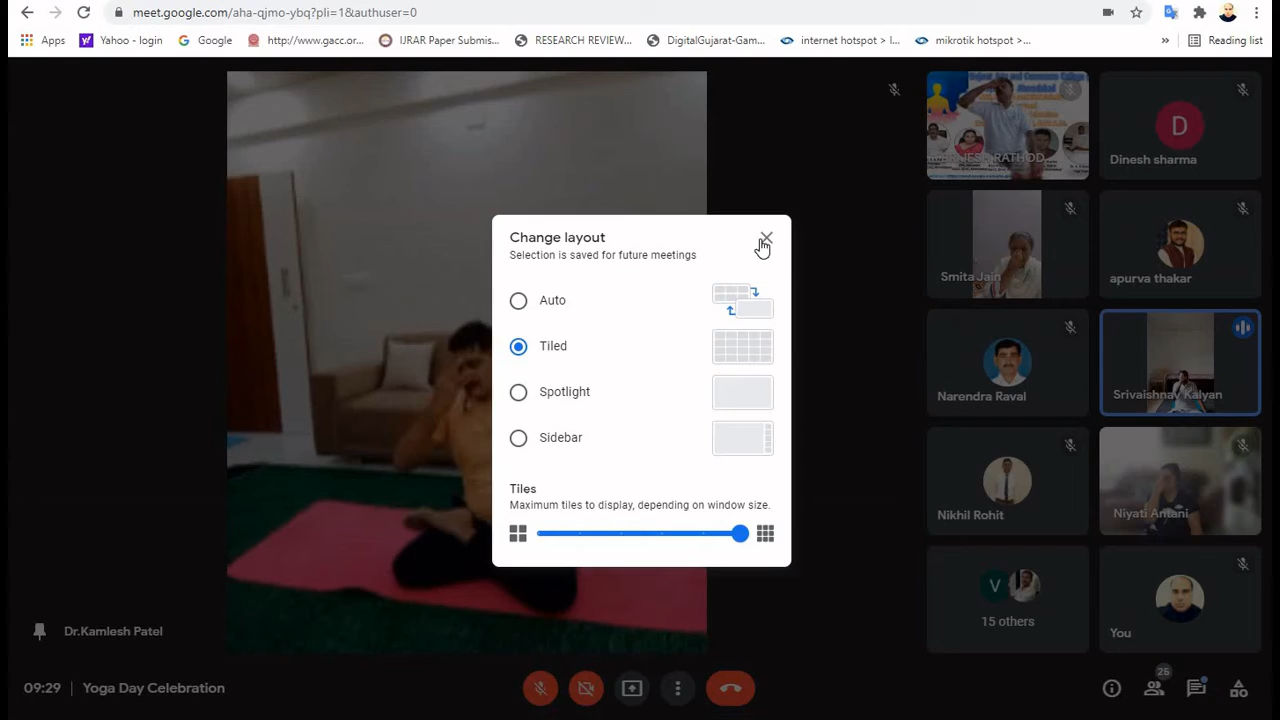 meet.google.com/aha-qjmo-ybq?pli=1&authuser=0
Apps
Yahoo - login
Google
http://www.gacc.or...
IJRAR Paper Submis...
RESEARCH REVIEW...
DigitalGujarat-Gam...
internet hotspot > I...
mikrotik hotspot >...
»
Reading list
Change layout
Selection is saved for future meetings
Auto
Tiled
Spotlight
Sidebar
Tiles
Maximum tiles to display, depending on window size.
RATHOD
D
Dinesh sharma
Smita Jain
apurva thakar
Narendra Raval
Srivaishnav Kalyan
Nikhil Rohit
Niyati Antani
V
15 others
You
Dr.Kamlesh Patel
09:29 | Yoga Day Celebration
25